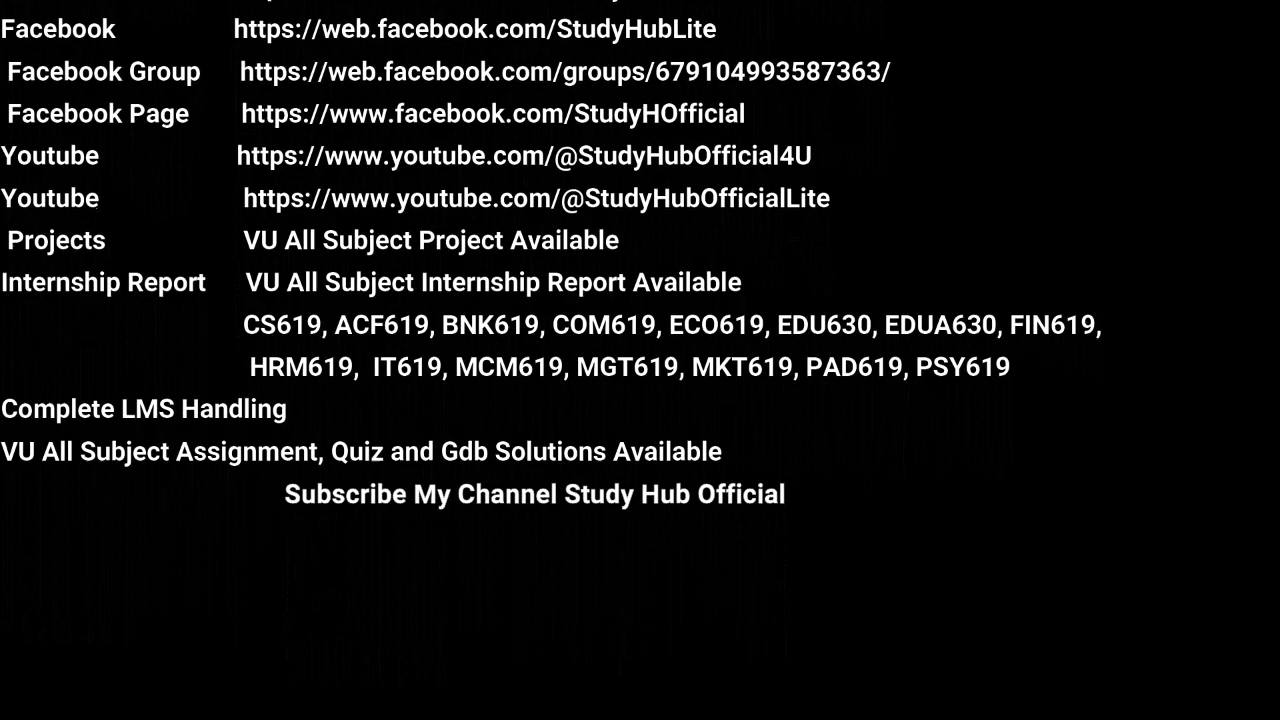 Facebook https://web.facebook.com/StudyHubLite
Facebook Group https://web.facebook.com/groups/679104993587363/
Facebook Page https://www.facebook.com/StudyHOfficial
Youtube https://www.youtube.com/@StudyHubOfficial4U
Youtube https://www.youtube.com/@StudyHubOfficialLite
Projects VU All Subject Project Available
Internship Report VU All Subject Internship Report Available
CS619, ACF619, BNK619, COM619, ECO619, EDU630, EDUA630, FIN619,
HRM619, IT619, MCM619, MGT619, MKT619, PAD619, PSY619
Complete LMS Handling
VU All Subject Assignment, Quiz and Gdb Solutions Available
Subscribe My Channel Study Hub Official